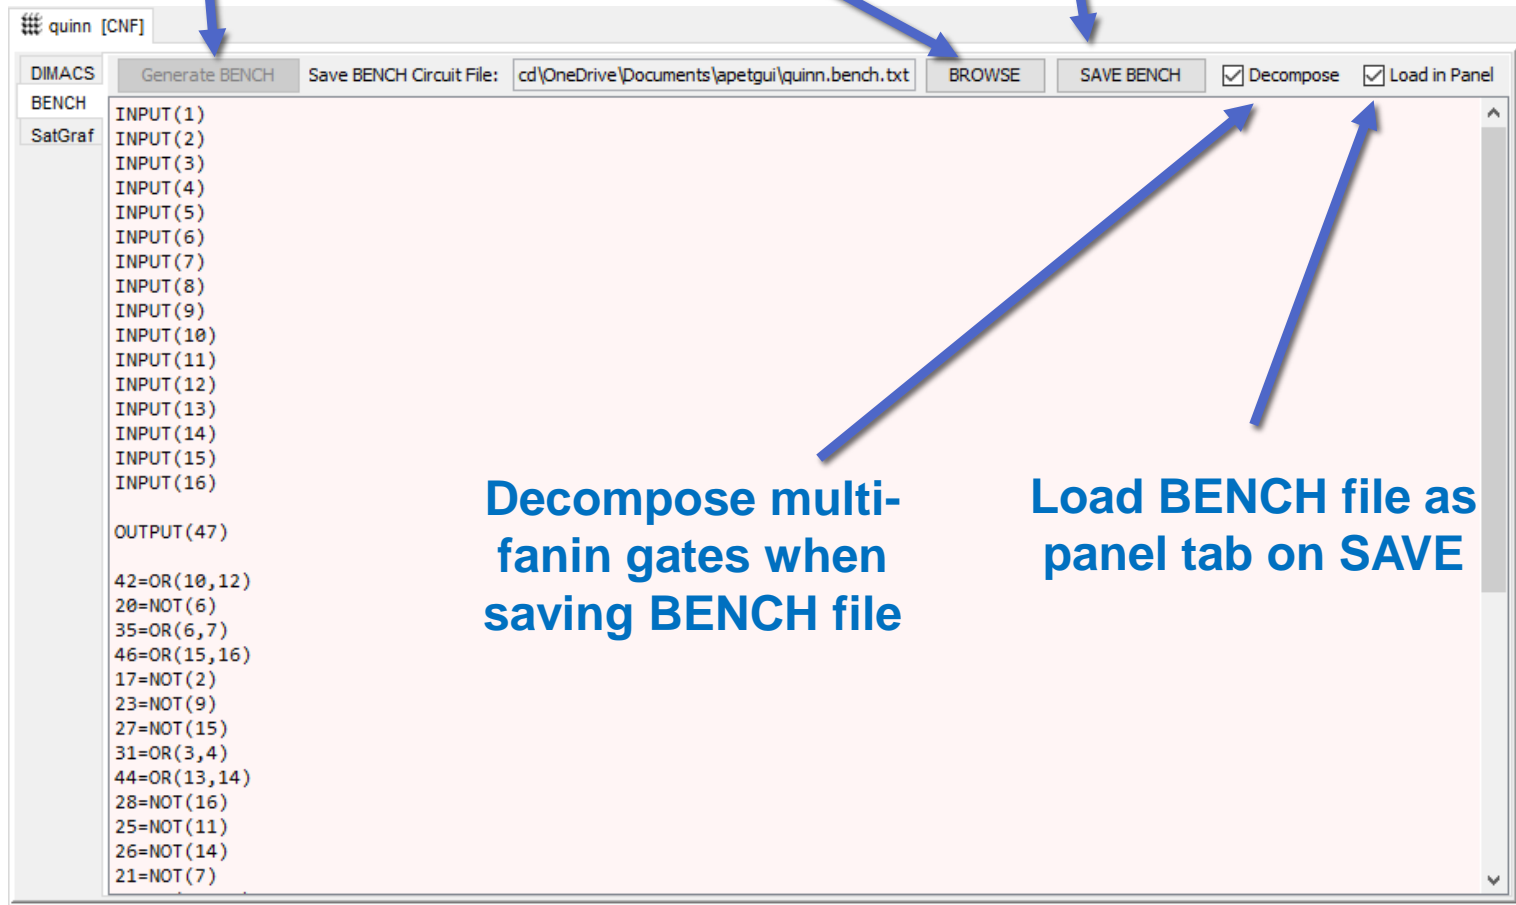 quinn [CNF]
DIMACS
BENCH
SatGraf
Generate BENCH Save BENCH Circuit File: cd\OneDrive\Documents\apetgui\quinn.bench.txt BROWSE SAVE BENCH Decompose Load in Panel
INPUT(1)
INPUT(2)
INPUT(3)
INPUT(4)
INPUT(5)
INPUT(6)
INPUT(7)
INPUT(8)
INPUT(9)
INPUT(10)
INPUT(11)
INPUT(12)
INPUT(13)
INPUT(14)
INPUT(15)
INPUT(16)
OUTPUT(47)
42=OR(10,12)
20=NOT(6)
35=OR(6,7)
46=OR(15,16)
17=NOT(2)
23=NOT(9)
27=NOT(15)
31=OR(3,4)
44=OR(13,14)
28=NOT(16)
25=NOT(11)
26=NOT(14)
21=NOT(7)
Decompose multi-
fanin gates when
saving BENCH file
Load BENCH file as
panel tab on SAVE